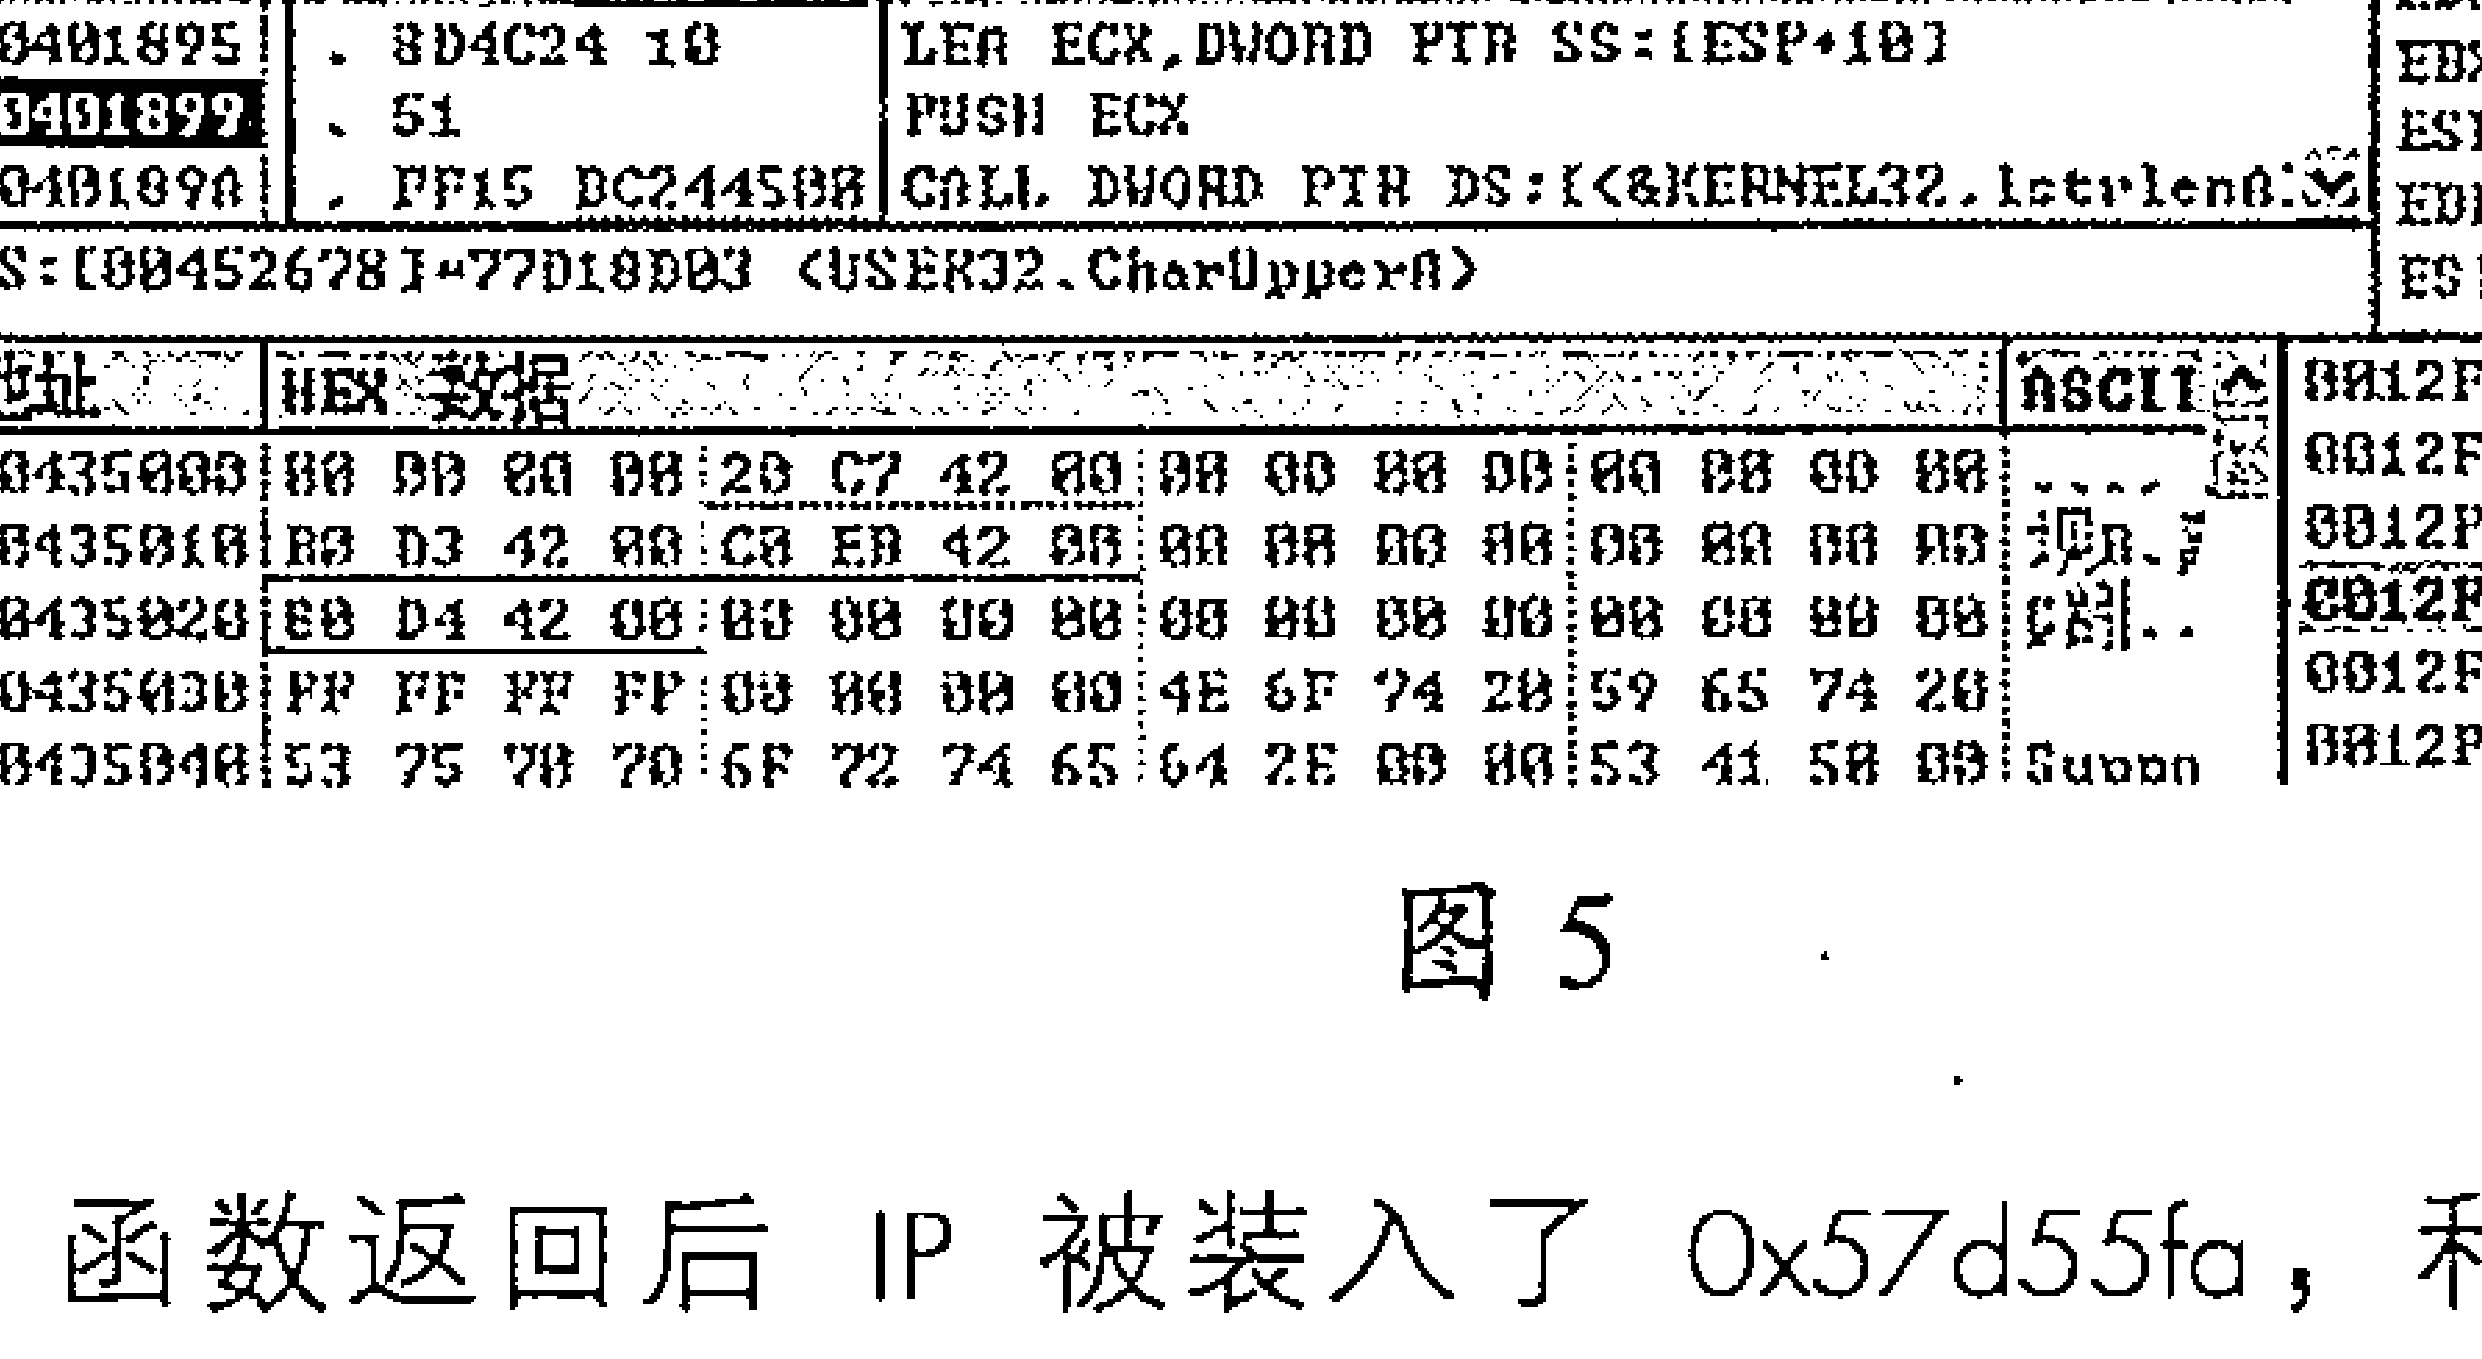 0401895 . 8D4C24 10 LEA ECX,DWORD PTR SS:[ESP+10]
0401899 . 51 PUSH ECX
040189A . FF15 DC244500 CALL DWORD PTR DS:[<&KERNEL32.lstrlenA>
S:[00452678]=77D18D03 (USER32.CharUpperA)
地址 HEX 数据 ASCII
0435000 00 00 00 00 20 C7 42 00 00 00 00 00 00 00 00 00 .... 0012F
0435010 B0 D3 42 00 C0 ED 42 00 00 00 00 00 00 00 00 00 0012F
0435020 E0 D4 42 00 00 00 00 00 00 00 00 00 00 00 00 00 0012F
0435030 FF FF FF FF 00 00 00 00 4E 6F 74 20 59 65 74 20 0012F
0435040 53 75 70 70 6F 72 74 65 64 2E 00 00 53 41 50 00 Suppo 0012F
图 5
函数返回后 IP 被装入了 0x57d55fa，和